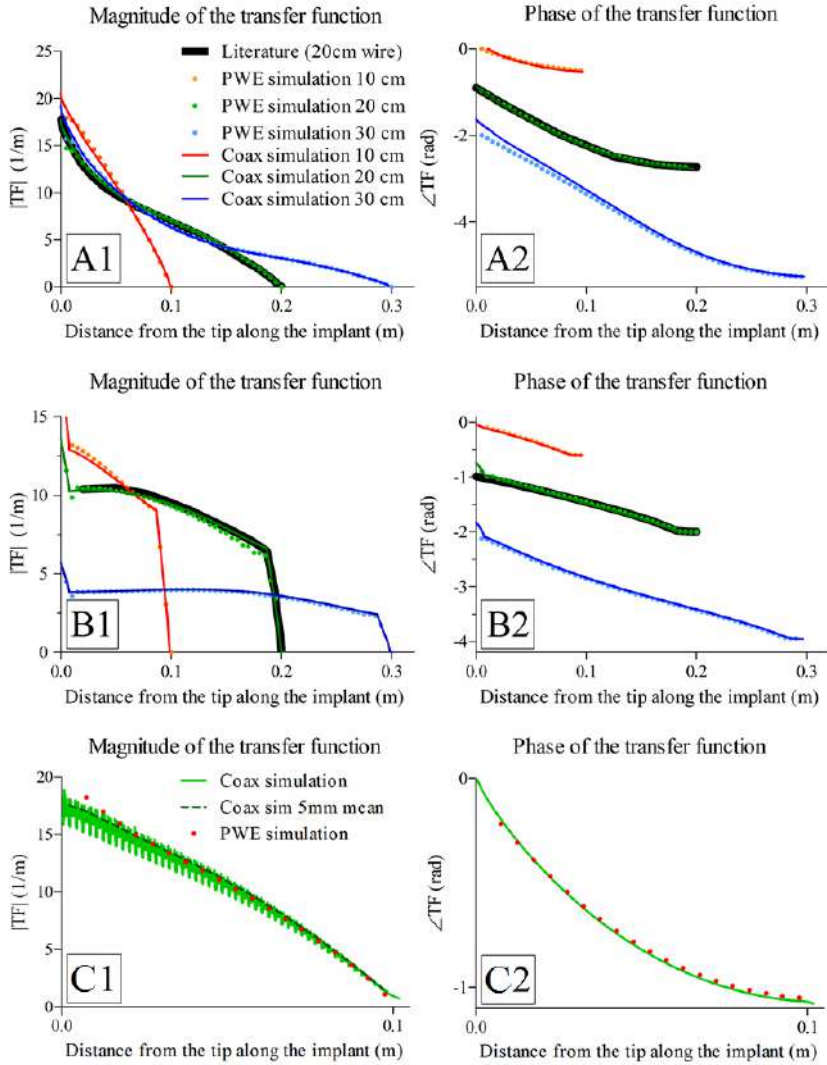 Magnitude of the transfer function
Phase of the transfer function
25
20
15
10
5
0
|TF| (1/m)
Literature (20cm wire)
PWE simulation 10 cm
PWE simulation 20 cm
PWE simulation 30 cm
Coax simulation 10 cm
Coax simulation 20 cm
Coax simulation 30 cm
A1
0.0 0.1 0.2 0.3
Distance from the tip along the implant (m)
0
-2
-4
∠TF (rad)
A2
0.0 0.1 0.2 0.3
Distance from the tip along the implant (m)
Magnitude of the transfer function
Phase of the transfer function
15
10
5
0
|TF| (1/m)
B1
0.0 0.1 0.2 0.3
Distance from the tip along the implant (m)
0
-1
-2
-3
-4
∠TF (rad)
B2
0.0 0.1 0.2 0.3
Distance from the tip along the implant (m)
Magnitude of the transfer function
Phase of the transfer function
20
15
10
5
0
|TF| (1/m)
Coax simulation
Coax sim 5mm mean
PWE simulation
C1
0.0 0.1
Distance from the tip along the implant (m)
0
-1
∠TF (rad)
C2
0.0 0.1
Distance from the tip along the implant (m)